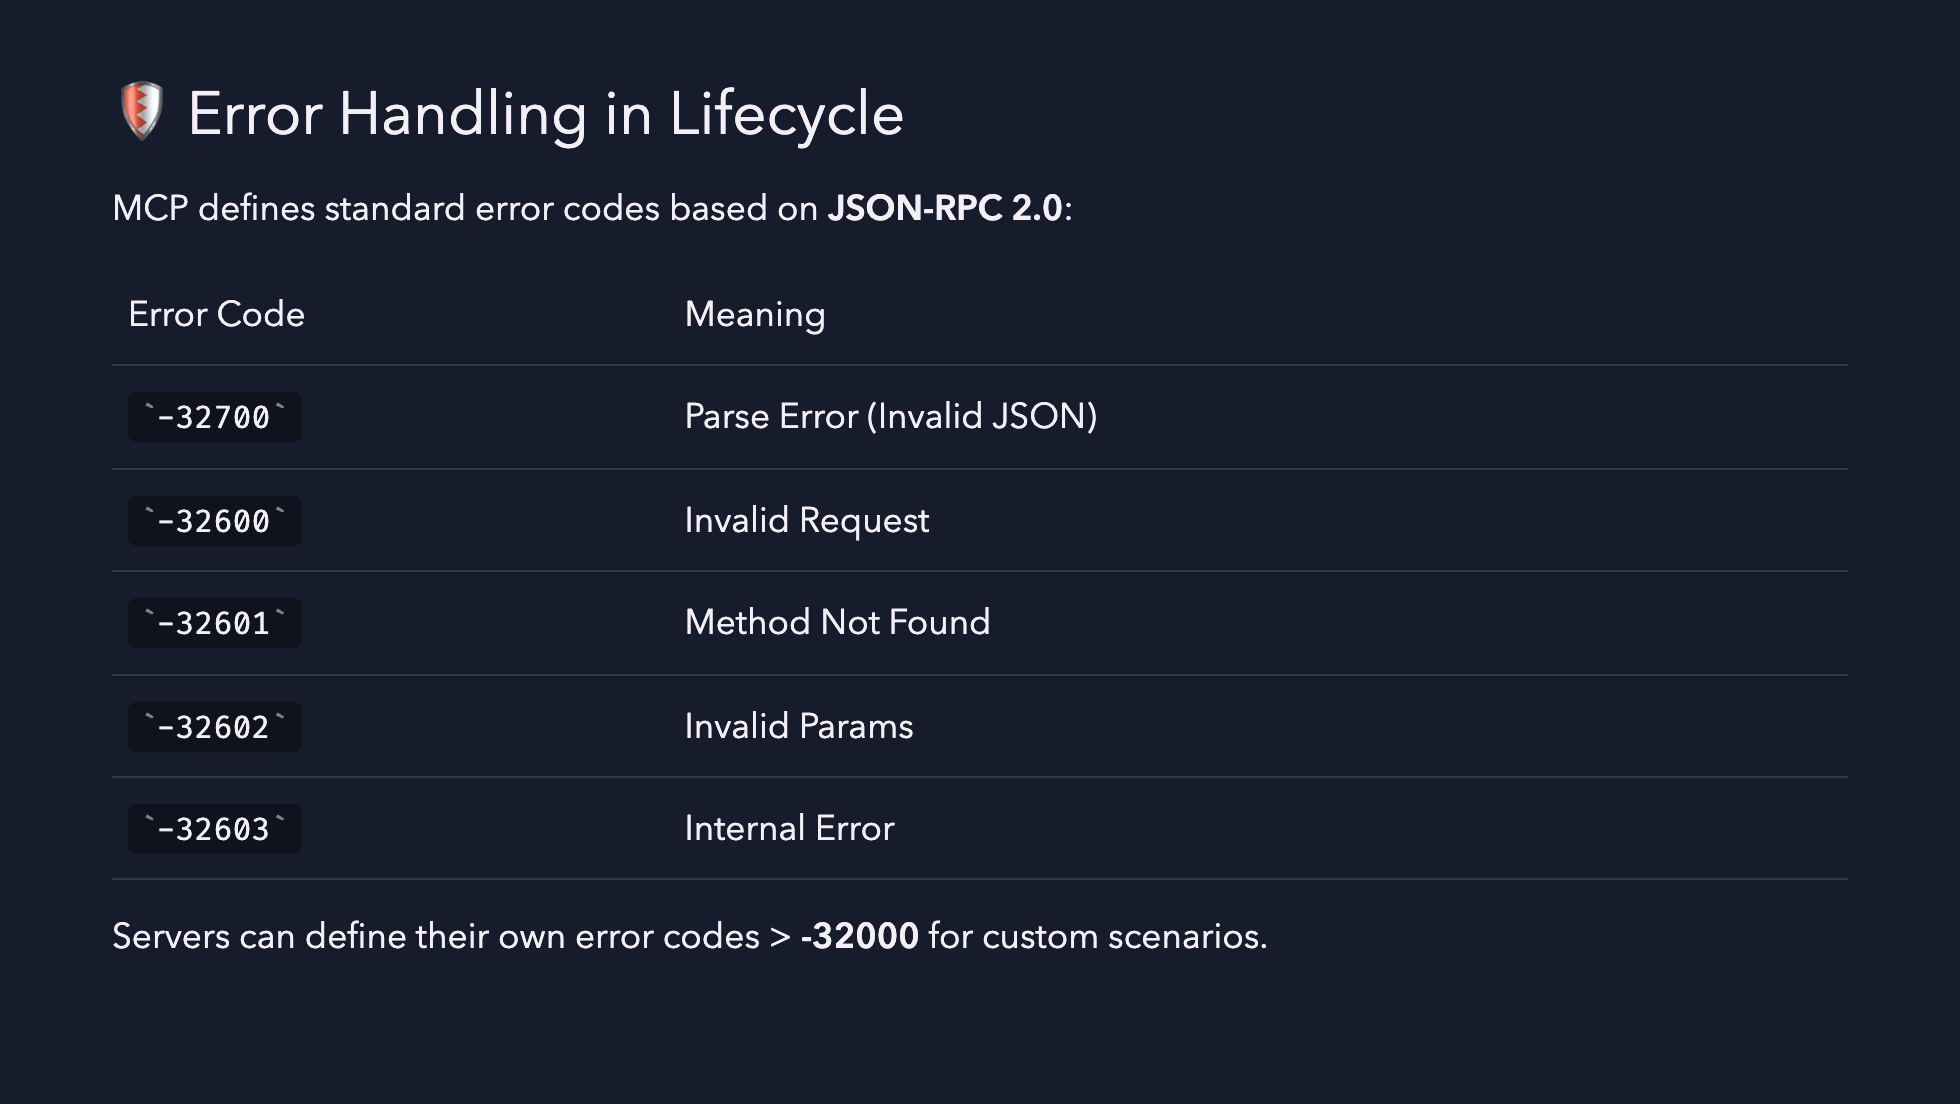 🛡️ Error Handling in Lifecycle
MCP defines standard error codes based on JSON-RPC 2.0:
Error Code Meaning
`-32700` Parse Error (Invalid JSON)
`-32600` Invalid Request
`-32601` Method Not Found
`-32602` Invalid Params
`-32603` Internal Error
Servers can define their own error codes > -32000 for custom scenarios.